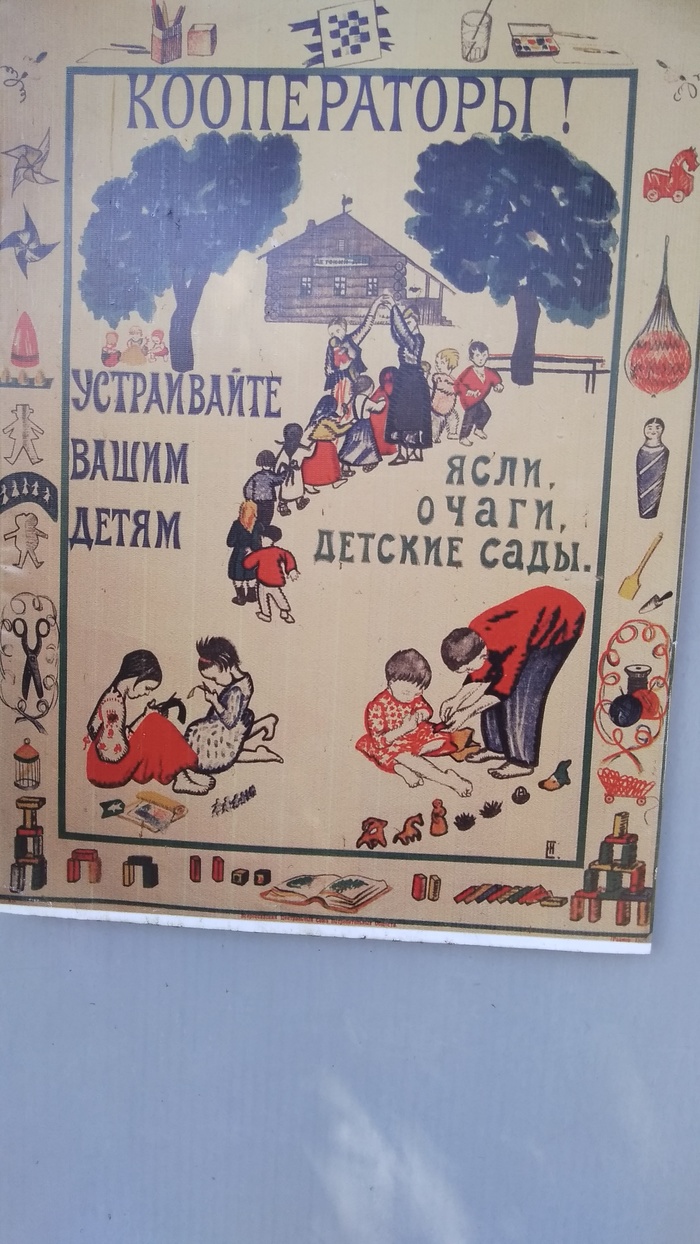 КООПЕРАТОРЫ!
УСТРАИВАЙТЕ
ВАШИМ
ДЕТЯМ
ЯСЛИ,
ОЧАГИ,
ДЕТСКИЕ САДЫ.